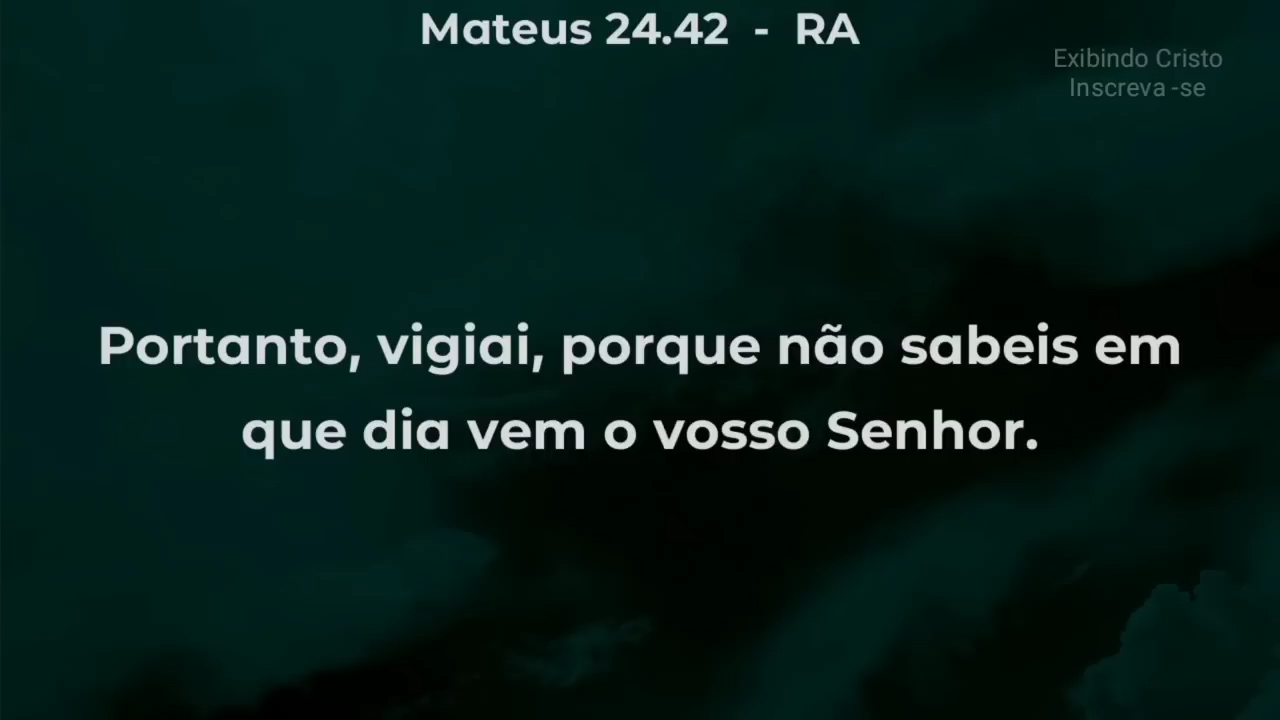 Mateus 24.42 - RA
Exibindo Cristo
Inscreva -se
Portanto, vigiai, porque não sabeis em
que dia vem o vosso Senhor.